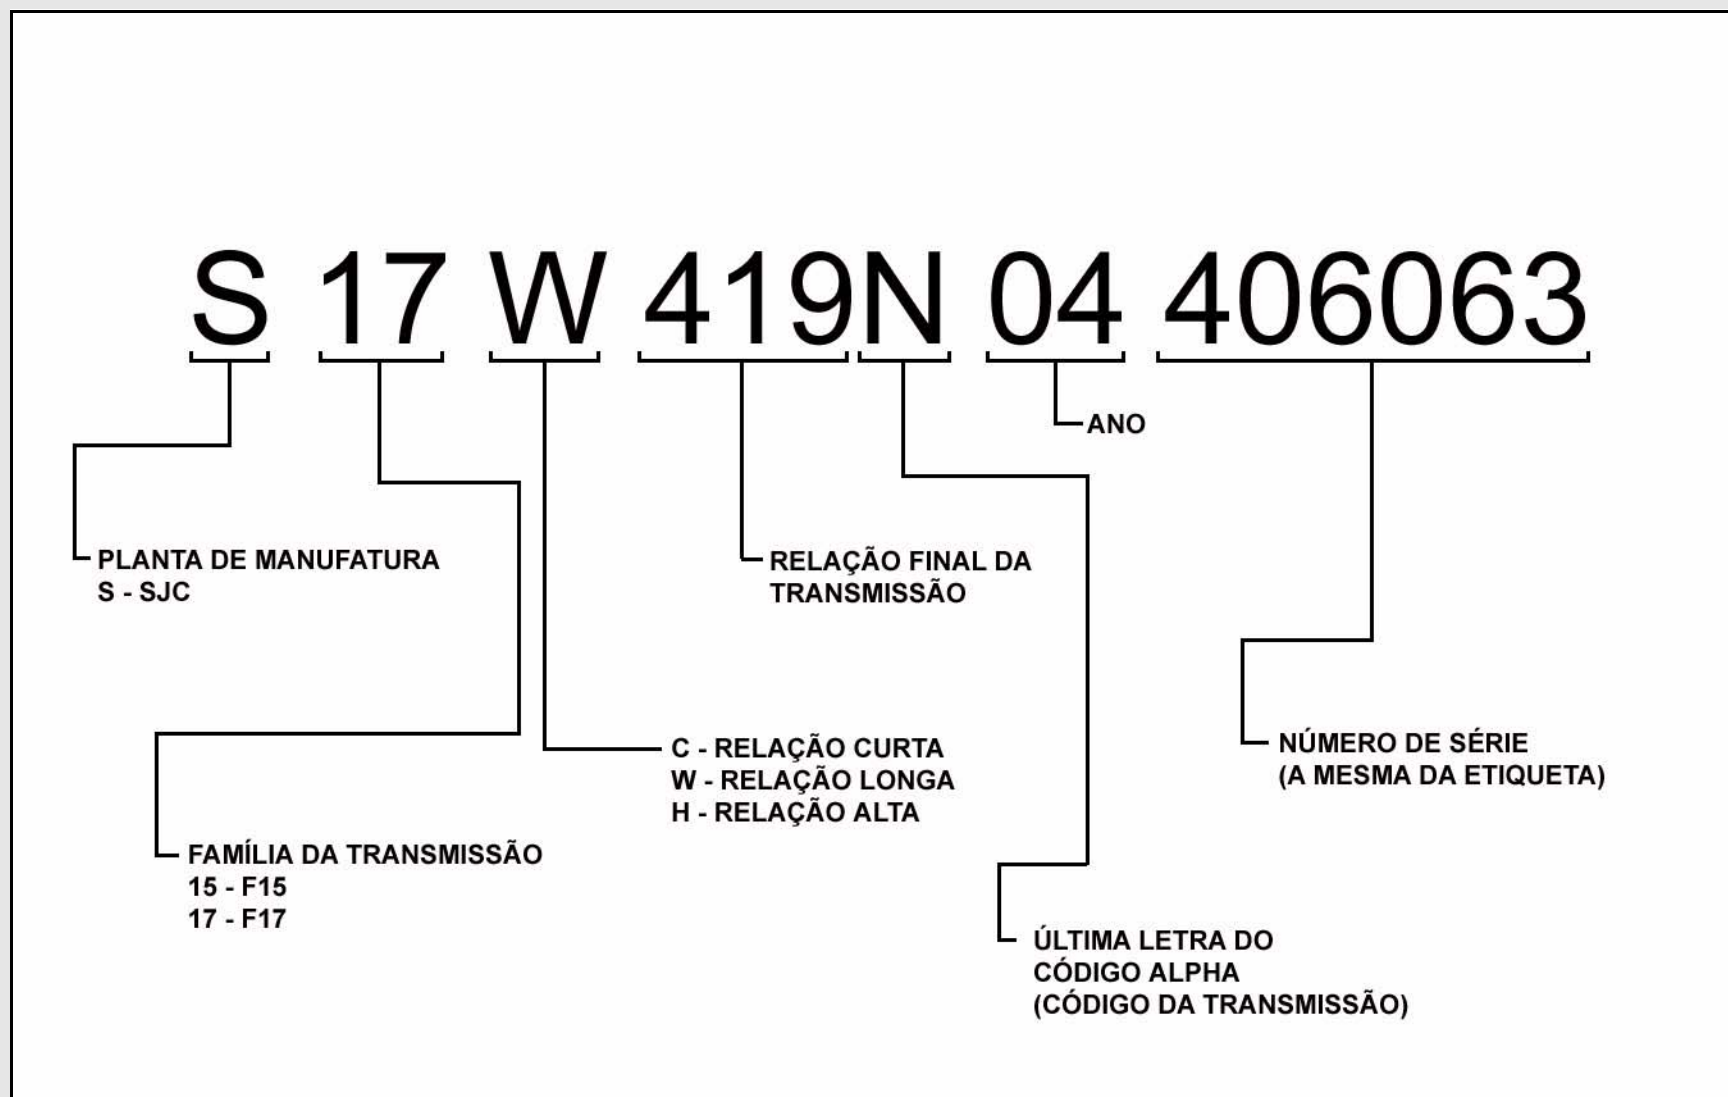 S 17 W 419N 04 406063
ANO
PLANTA DE MANUFATURA
S - SJC
RELAÇÃO FINAL DA
TRANSMISSÃO
C - RELAÇÃO CURTA
W - RELAÇÃO LONGA
H - RELAÇÃO ALTA
NÚMERO DE SÉRIE
(A MESMA DA ETIQUETA)
FAMÍLIA DA TRANSMISSÃO
15 - F15
17 - F17
ÚLTIMA LETRA DO
CÓDIGO ALPHA
(CÓDIGO DA TRANSMISSÃO)